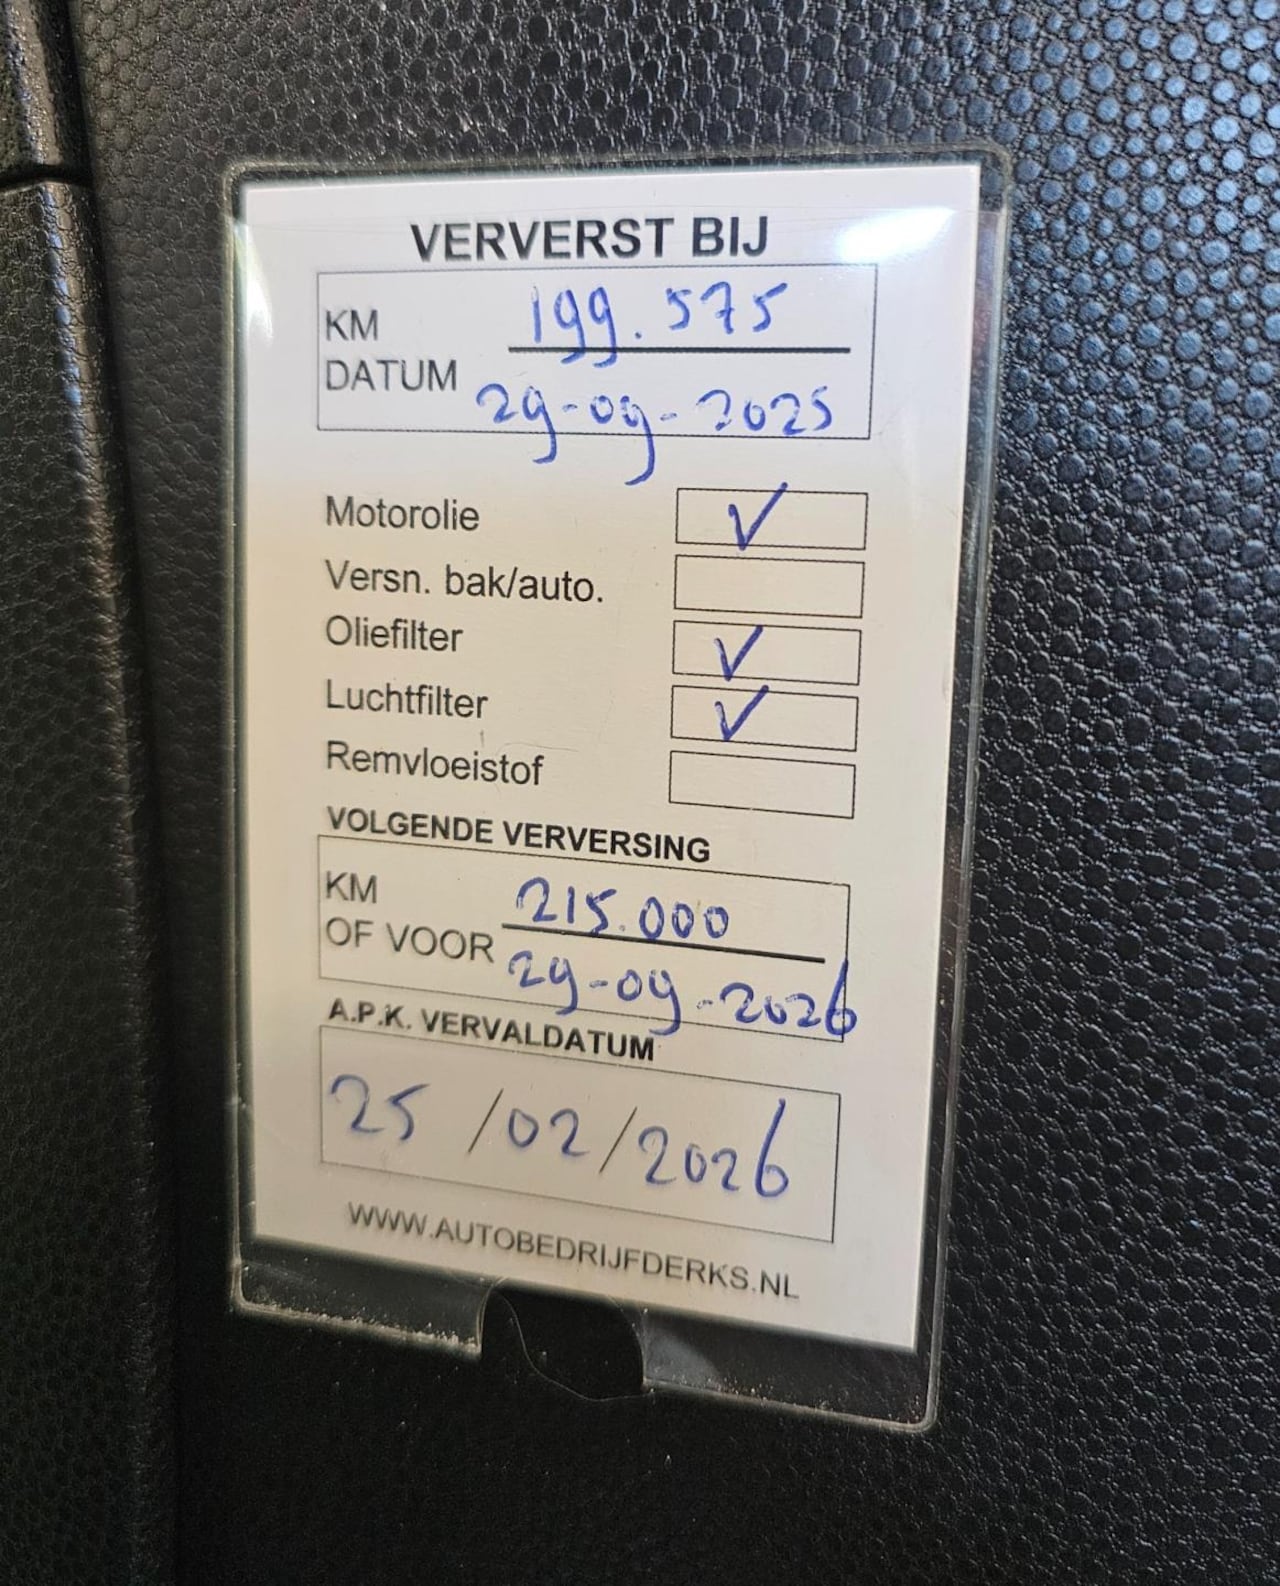 VERVERST BIJ
KM 199.575
DATUM 29-09-2025
Motorolie ✓
Versn. bak/auto.
Oliefilter ✓
Luchtfilter ✓
Remvloeistof
VOLGENDE VERVERSING
KM 215.000
OF VOOR 29-09-2026
A.P.K. VERVALDATUM
25/02/2026
WWW.AUTOBEDRIJFDERKS.NL